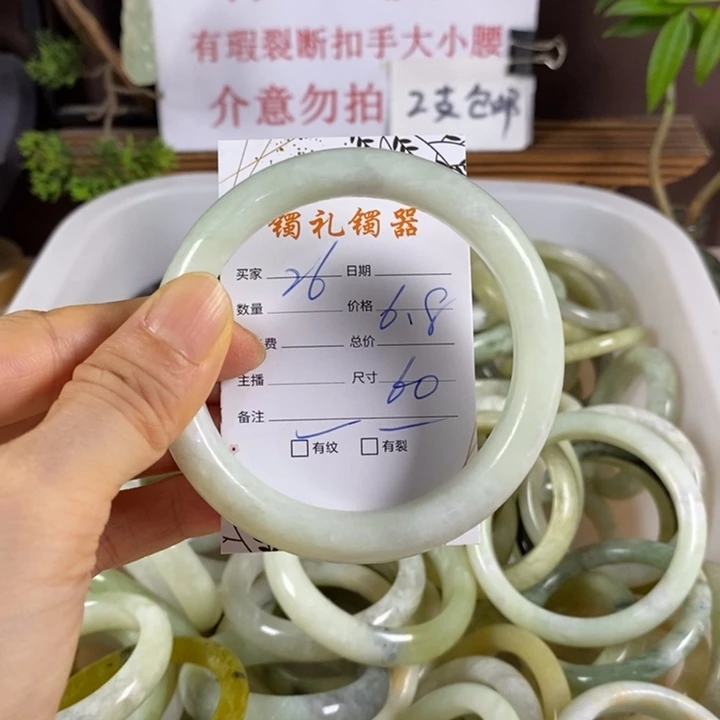 有瑕裂断扣手大小腰
介意勿拍 2支包邮
镯礼镯器
买家 26 日期
数量 价格 6.8
费 总价
主播 尺寸 60
备注
有纹 有裂